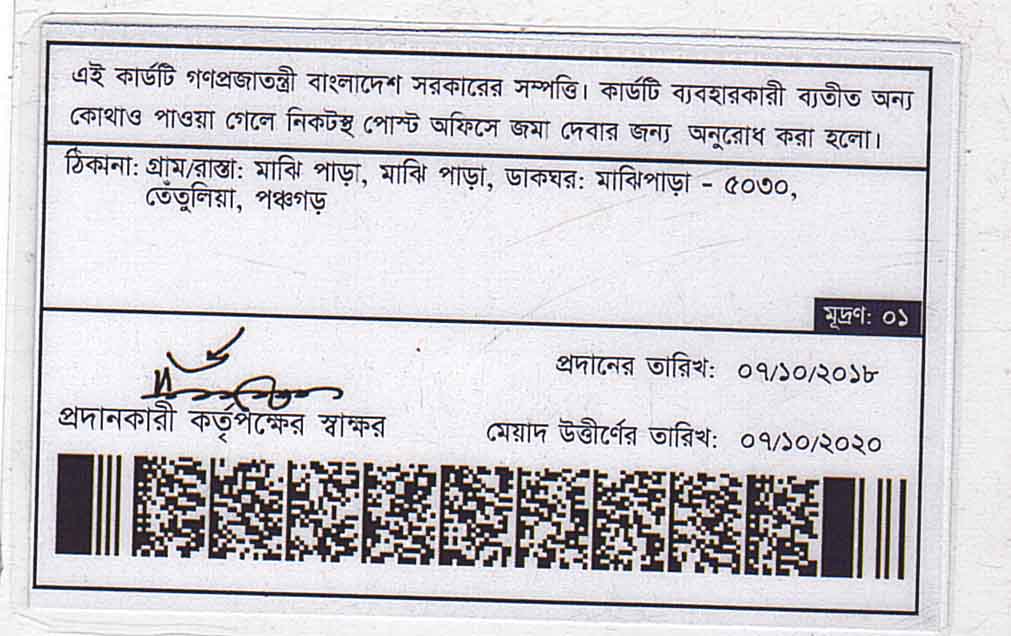 এই কার্ডটি গণপ্রজাতন্ত্রী বাংলাদেশ সরকারের সম্পত্তি। কার্ডটি ব্যবহারকারী ব্যতীত অন্য
কোথাও পাওয়া গেলে নিকটস্থ পোস্ট অফিসে জমা দেবার জন্য অনুরোধ করা হলো।
ঠিকানা: গ্রাম/রাস্তা: মাঝি পাড়া, মাঝি পাড়া, ডাকঘর: মাঝিপাড়া - ৫০৩০,
তেঁতুলিয়া, পঞ্চগড়
মূদ্রণ: ০১
প্রদানের তারিখ: ০৭/১০/২০১৮
প্রদানকারী কর্তৃপক্ষের স্বাক্ষর
মেয়াদ উত্তীর্ণের তারিখ: ০৭/১০/২০২০